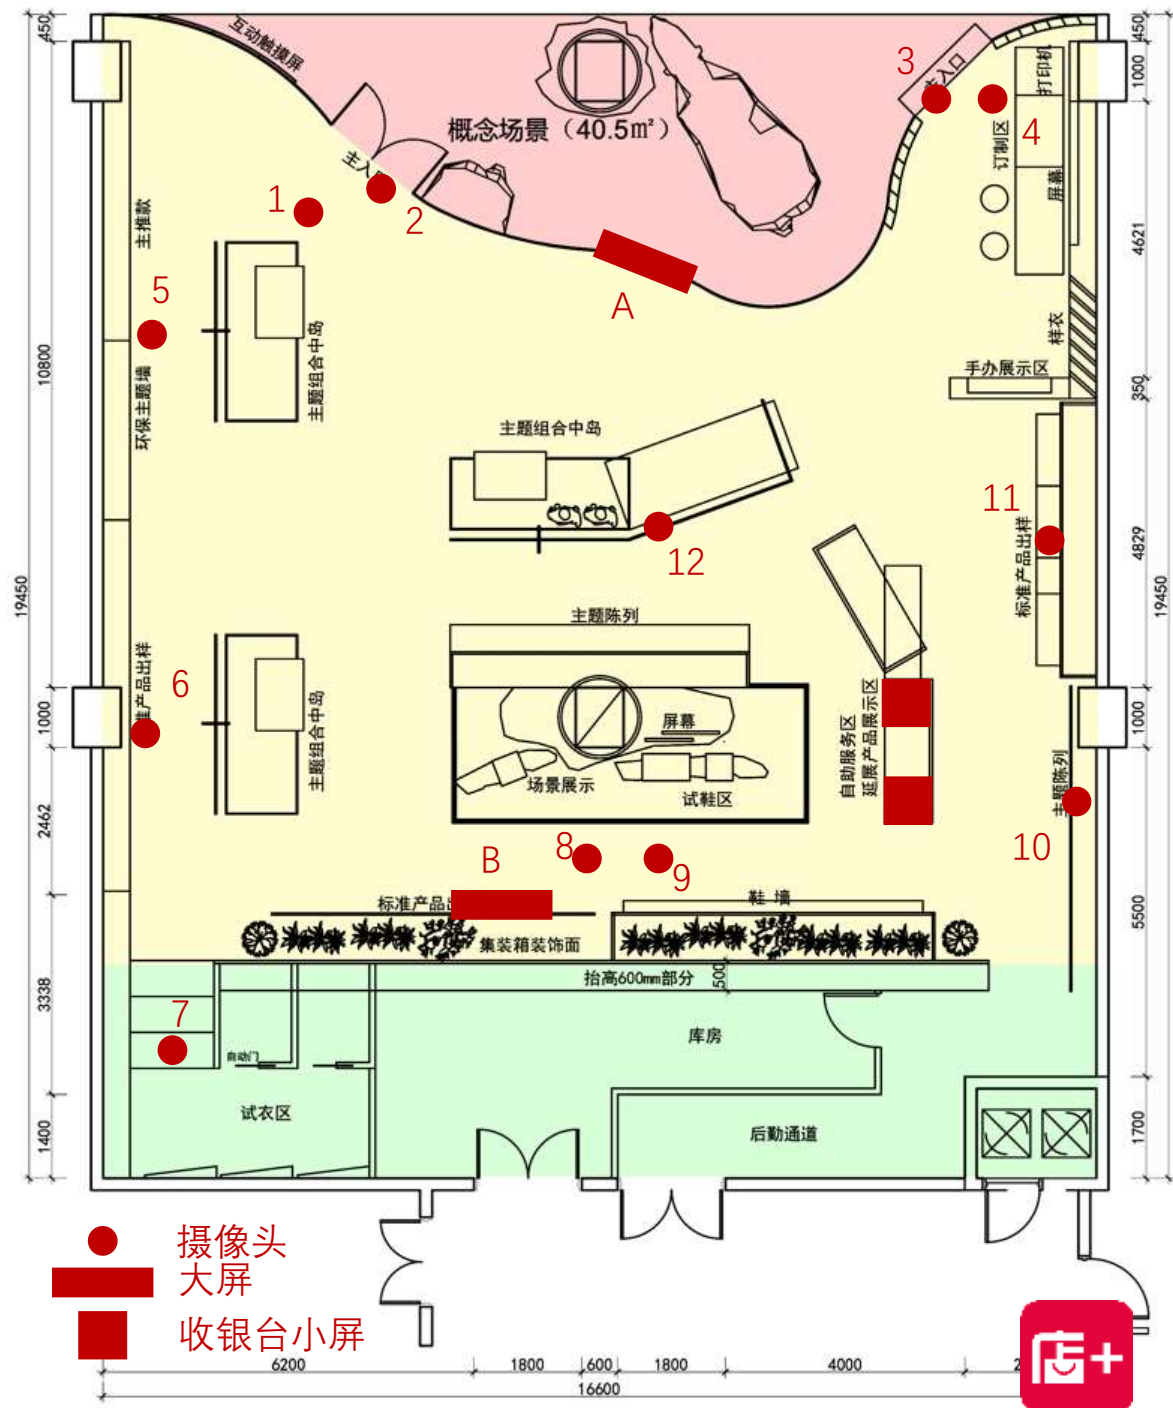 互动触摸屏
概念场景（40.5㎡）
主入
主入口
3
4
打印机
订制区
屏幕
1
2
主推款
5
A
样衣
手办展示区
环保主题墙
主题组合中岛
主题组合中岛
11
12
标准产品出样
主题陈列
6
准产品出样
主题组合中岛
屏幕
场景展示
试鞋区
自助服务区
延展产品展示区
主题陈列
10
8
9
B
标准产品出
鞋 墙
集装箱装饰面
抬高600mm部分
500
7
自动门
库房
试衣区
后勤通道
450
10800
19450
1000
2462
3338
1400
450
1000
4621
350
4829
19450
1000
5500
1700
摄像头
大屏
收银台小屏
6200
1800
600
1800
4000
2
16600
店+